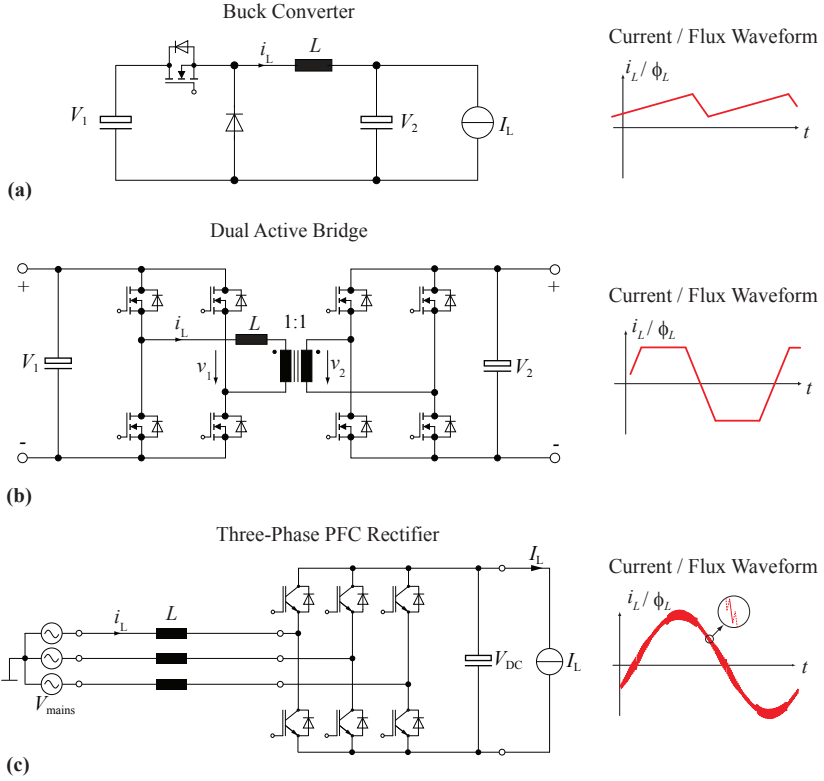 Buck Converter
Current / Flux Waveform
i_L
L
i_L / ϕ_L
V_1
V_2
I_L
t
(a)
Dual Active Bridge
+
+
Current / Flux Waveform
i_L
L
1:1
i_L / ϕ_L
V_1
v_1
v_2
V_2
t
-
-
(b)
Three-Phase PFC Rectifier
I_L
Current / Flux Waveform
i_L
L
i_L / ϕ_L
V_DC
I_L
t
V_mains
(c)